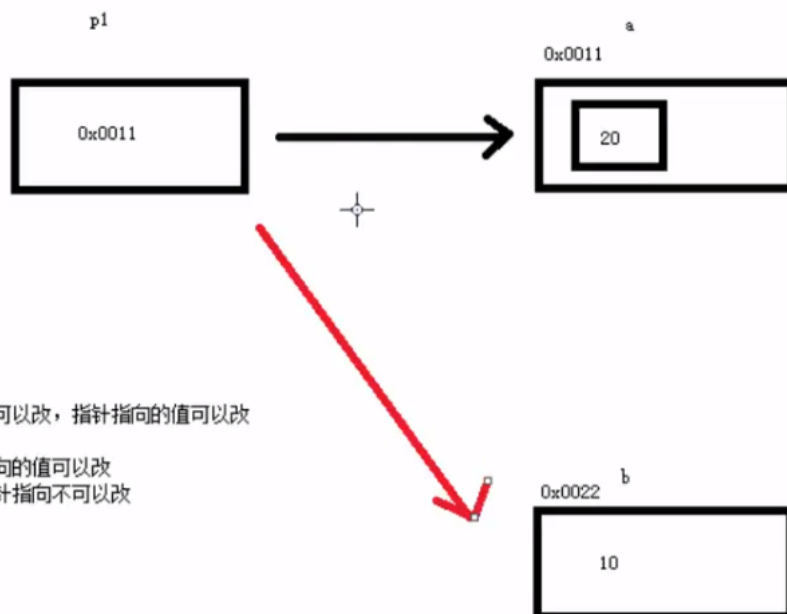 p1
a
0x0011
0x0011
20
可以改，指针指向的值可以改
向的值可以改
针指向不可以改
b
0x0022
10